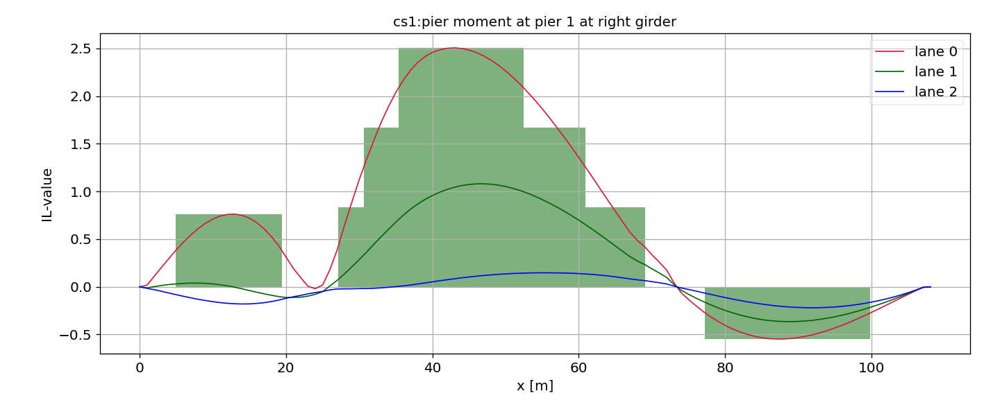 cs1:pier moment at pier 1 at right girder
2.5
2.0
1.5
1.0
0.5
0.0
−0.5
IL-value
lane 0
lane 1
lane 2
0 20 40 60 80 100
x [m]